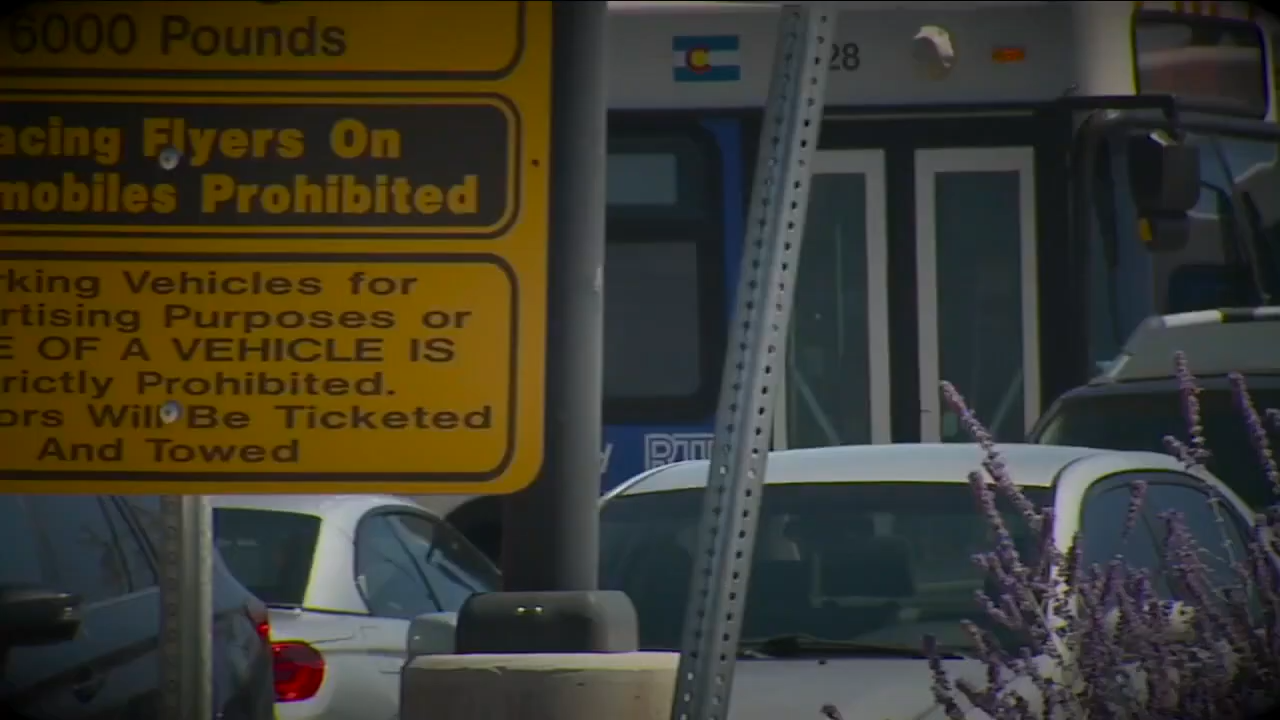 6000 Pounds
acing Flyers On
mobiles Prohibited
rking Vehicles for
rtising Purposes or
E OF A VEHICLE IS
rictly Prohibited.
ors Will Be Ticketed
And Towed
28
RTD